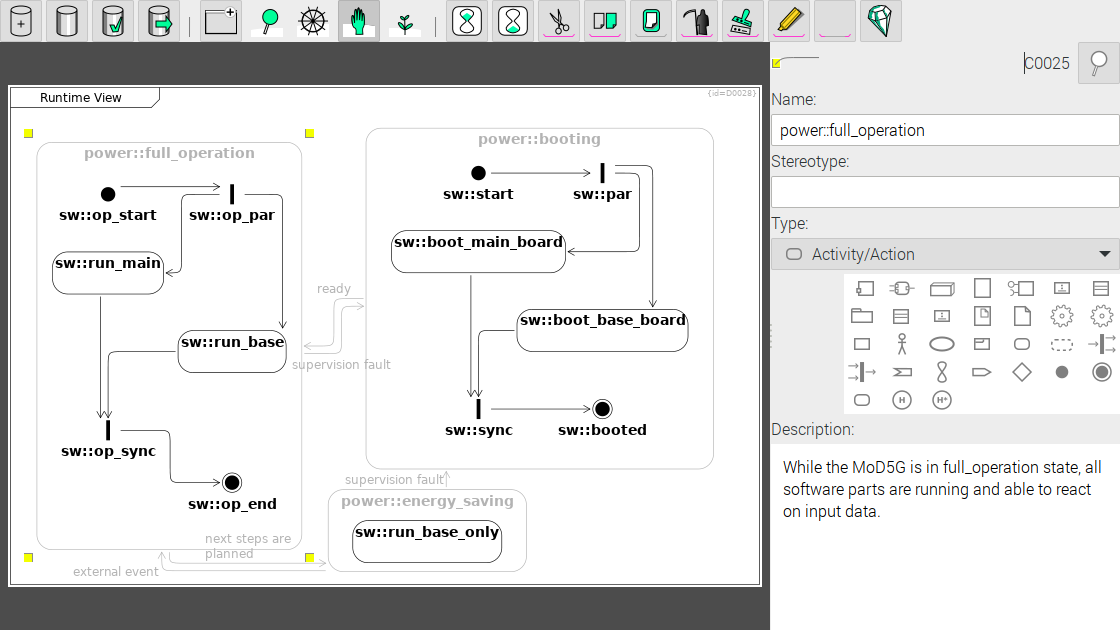 C0025
Name:
power::full_operation
Stereotype:
Type:
Activity/Action
H
H*
Description:
While the MoD5G is in full_operation state, all
software parts are running and able to react
on input data.
Runtime View
{id=D0028}
power::full_operation
sw::op_start
sw::op_par
sw::run_main
sw::run_base
sw::op_sync
sw::op_end
ready
supervision fault
power::booting
sw::start
sw::par
sw::boot_main_board
sw::boot_base_board
sw::sync
sw::booted
supervision fault
power::energy_saving
sw::run_base_only
next steps are
planned
external event